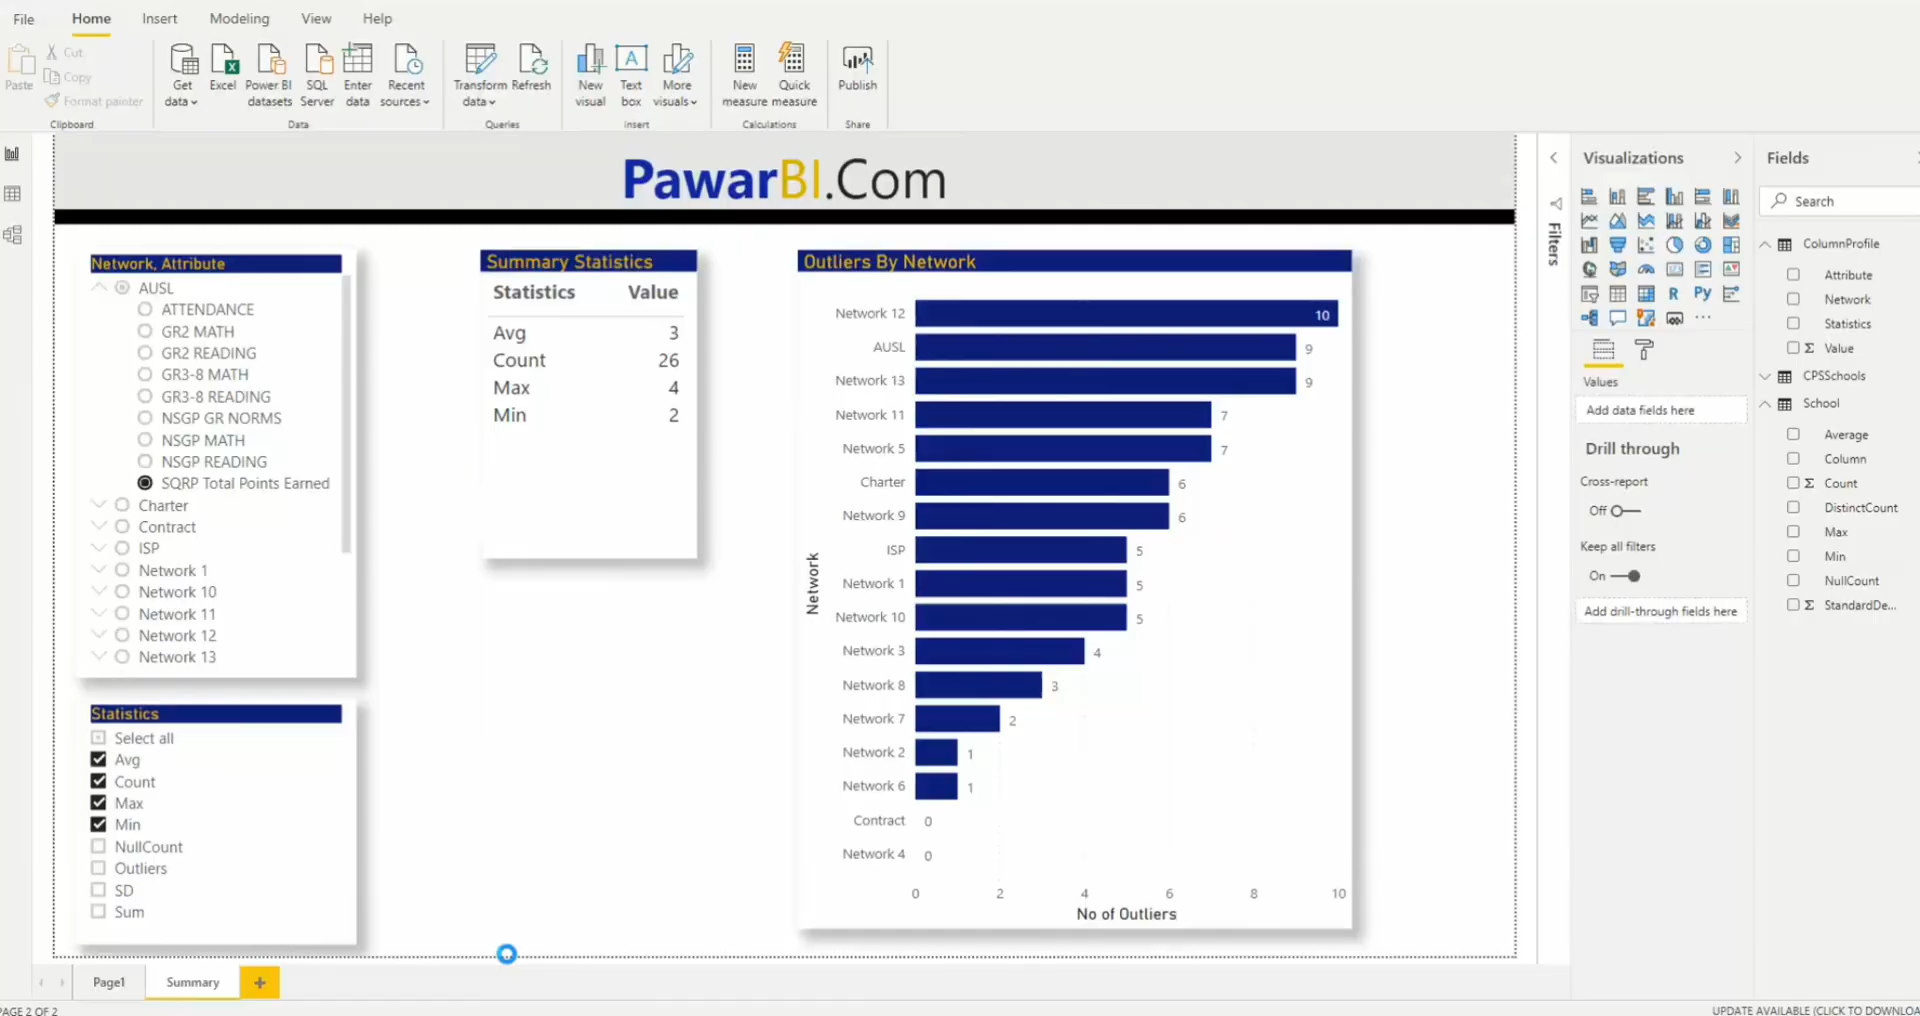 File Home Insert Modeling View Help
Paste
Cut
Copy
Format painter
Clipboard
Get data
Excel
Power BI datasets
SQL Server
Enter data
Recent sources
Data
Transform data
Refresh
Queries
New visual
Text box
More visuals
Insert
New measure
Quick measure
Calculations
Publish
Share
PawarBI.Com
Network, Attribute
AUSL
ATTENDANCE
GR2 MATH
GR2 READING
GR3-8 MATH
GR3-8 READING
NSGP GR NORMS
NSGP MATH
NSGP READING
SQRP Total Points Earned
Charter
Contract
ISP
Network 1
Network 10
Network 11
Network 12
Network 13
Statistics
Select all
Avg
Count
Max
Min
NullCount
Outliers
SD
Sum
Summary Statistics
Statistics Value
Avg 3
Count 26
Max 4
Min 2
Outliers By Network
Network
Network 12 10
AUSL 9
Network 13 9
Network 11 7
Network 5 7
Charter 6
Network 9 6
ISP 5
Network 1 5
Network 10 5
Network 3 4
Network 8 3
Network 7 2
Network 2 1
Network 6 1
Contract 0
Network 4 0
0 2 4 6 8 10
No of Outliers
Filters
Visualizations
R Py
Values
Add data fields here
Drill through
Cross-report
Off
Keep all filters
On
Add drill-through fields here
Fields
Search
ColumnProfile
Attribute
Network
Statistics
Σ Value
CPSSchools
School
Average
Column
Σ Count
DistinctCount
Max
Min
NullCount
Σ StandardDe...
Page1
Summary
+
PAGE 2 OF 2
UPDATE AVAILABLE (CLICK TO DOWNLOA